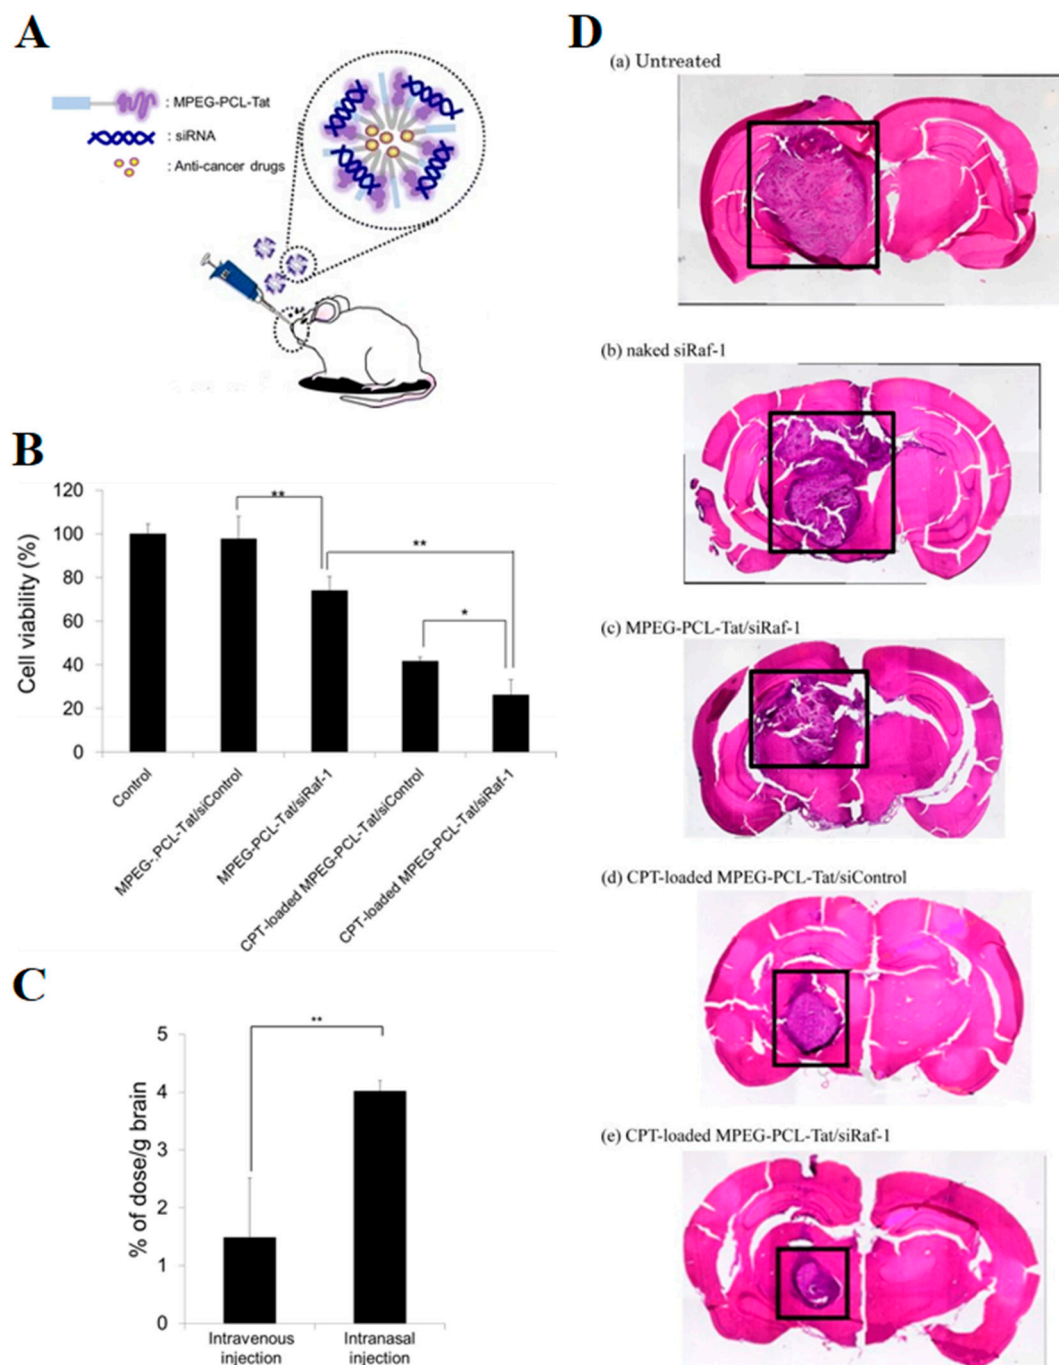 A
: MPEG-PCL-Tat
: siRNA
: Anti-cancer drugs
B
Cell viability (%)
120
100
80
60
40
20
0
**
**
*
Control
MPEG-.PCL-Tat/siControl
MPEG-PCL-Tat/siRaf-1
CPT-loaded MPEG-PCL-Tat/siControl
CPT-loaded MPEG-PCL-Tat/siRaf-1
C
% of dose/g brain
5
4
3
2
1
0
**
Intravenous
injection
Intranasal
injection
D
(a) Untreated
(b) naked siRaf-1
(c) MPEG-PCL-Tat/siRaf-1
(d) CPT-loaded MPEG-PCL-Tat/siControl
(e) CPT-loaded MPEG-PCL-Tat/siRaf-1